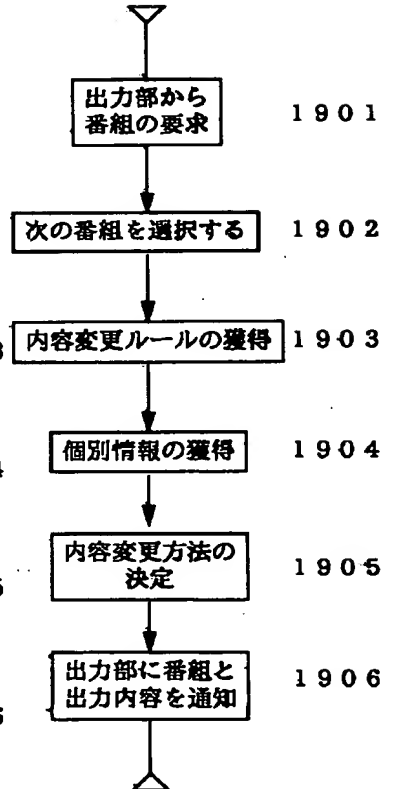 出力部から
番組の要求
1901
次の番組を選択する
1902
内容変更ルールの獲得
1903
個別情報の獲得
1904
内容変更方法の
決定
1905
出力部に番組と
出力内容を通知
1906